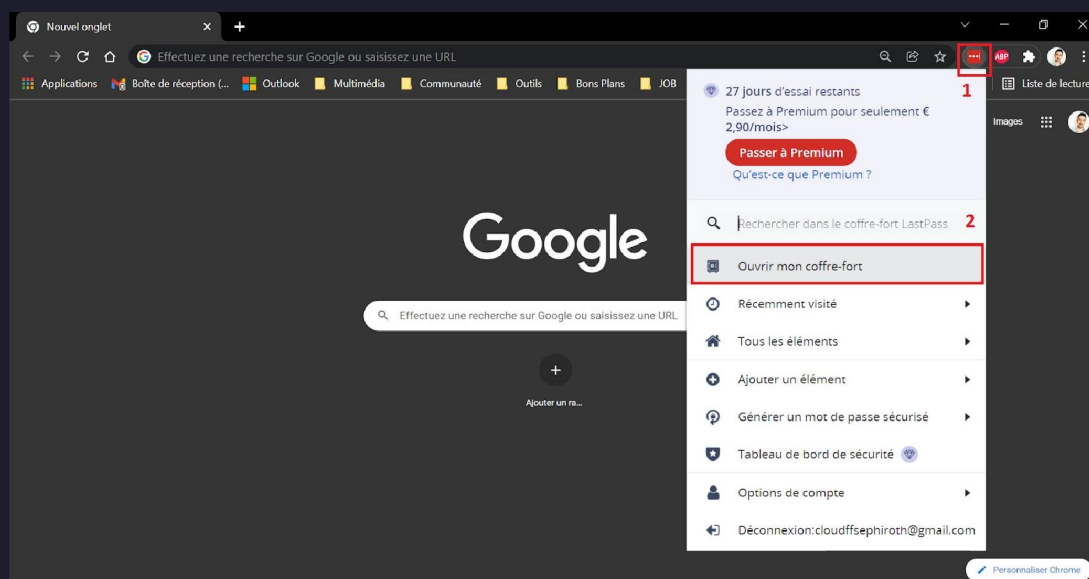 Nouvel onglet
Effectuez une recherche sur Google ou saisissez une URL
ABP
1
Applications
Boîte de réception (...
Outlook
Multimédia
Communauté
Outils
Bons Plans
JOB
Liste de lecture
27 jours d'essai restants
Passez à Premium pour seulement €
2,90/mois>
Passer à Premium
Qu'est-ce que Premium ?
Images
Rechercher dans le coffre-fort LastPass
2
Google
Ouvrir mon coffre-fort
Effectuez une recherche sur Google ou saisissez une URL
Récemment visité
Tous les éléments
Ajouter un ra...
Ajouter un élément
Générer un mot de passe sécurisé
Tableau de bord de sécurité
Options de compte
Déconnexion:cloudffsephiroth@gmail.com
Personnaliser Chrome